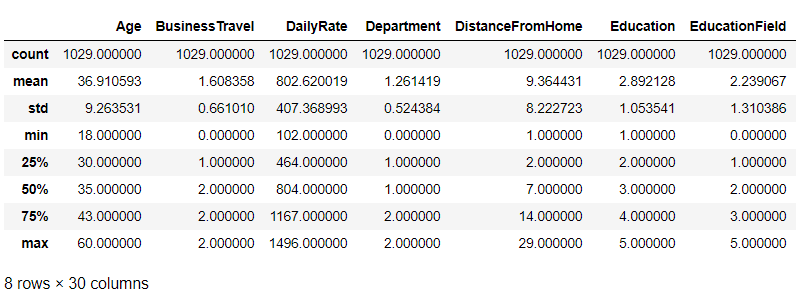 Age BusinessTravel DailyRate Department DistanceFromHome Education EducationField
count 1029.000000 1029.000000 1029.000000 1029.000000 1029.000000 1029.000000 1029.000000
mean 36.910593 1.608358 802.620019 1.261419 9.364431 2.892128 2.239067
std 9.263531 0.661010 407.368993 0.524384 8.222723 1.053541 1.310386
min 18.000000 0.000000 102.000000 0.000000 1.000000 1.000000 0.000000
25% 30.000000 1.000000 464.000000 1.000000 2.000000 2.000000 1.000000
50% 35.000000 2.000000 804.000000 1.000000 7.000000 3.000000 2.000000
75% 43.000000 2.000000 1167.000000 2.000000 14.000000 4.000000 3.000000
max 60.000000 2.000000 1496.000000 2.000000 29.000000 5.000000 5.000000
8 rows × 30 columns